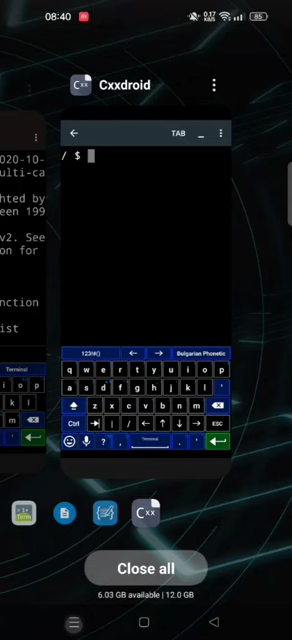 08:40
0.17 KB/S
85
Cxx
Cxxdroid
TAB
/ $
2020-10-
ulti-ca
hted by
een 199
v2. See
on for
nction
ist
Terminal
i o p
k l
m
'
123!#()
Bulgarian Phonetic
q w e r t y u i o p
a s d f g h j k l '
z x c v b n m
Ctrl | / ESC
? , Terminal . '
Cxx
Close all
6.03 GB available | 12.0 GB